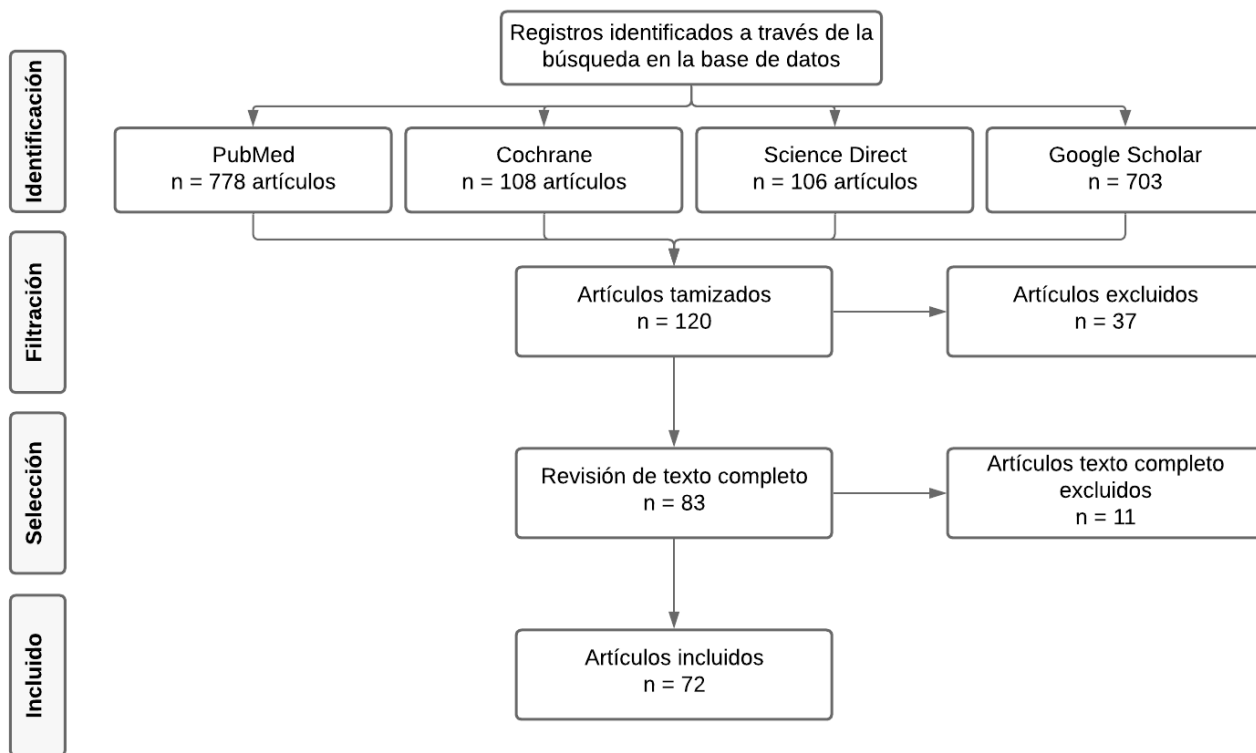 Registros identificados a través de la
búsqueda en la base de datos
Identificación
PubMed
n = 778 artículos
Cochrane
n = 108 artículos
Science Direct
n = 106 artículos
Google Scholar
n = 703
Filtración
Artículos tamizados
n = 120
Artículos excluidos
n = 37
Selección
Revisión de texto completo
n = 83
Artículos texto completo
excluidos
n = 11
Incluido
Artículos incluidos
n = 72